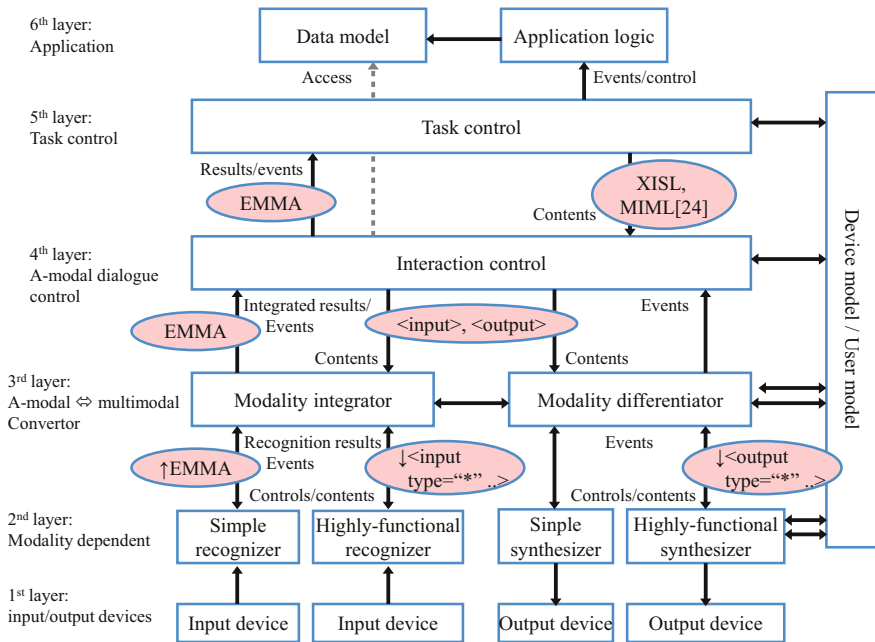 6th layer:
Application
Data model
Application logic
Access
Events/control
5th layer:
Task control
Task control
Results/events
EMMA
XISL,
MIML[24]
Contents
4th layer:
A-modal dialogue
control
Interaction control
Integrated results/
Events
EMMA
<input>, <output>
Events
Contents
Contents
3rd layer:
A-modal ⇔ multimodal
Convertor
Modality integrator
Modality differentiator
Recognition results
Events
↑EMMA
↓<input
type=“*” ..>
Events
↓<output
type=“*” ..>
Controls/contents
Controls/contents
2nd layer:
Modality dependent
Simple
recognizer
Highly-functional
recognizer
Sinple
synthesizer
Highly-functional
synthesizer
1st layer:
input/output devices
Input device
Input device
Output device
Output device
Device model / User model